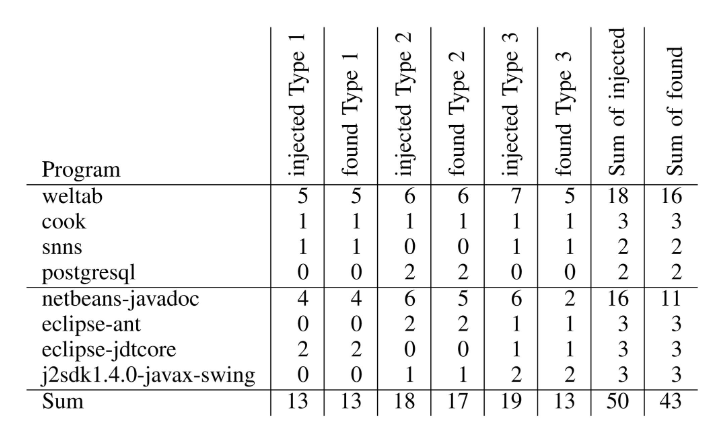 Program injected Type 1 found Type 1 injected Type 2 found Type 2 injected Type 3 found Type 3 Sum of injected Sum of found
weltab 5 5 6 6 7 5 18 16
cook 1 1 1 1 1 1 3 3
snns 1 1 0 0 1 1 2 2
postgresql 0 0 2 2 0 0 2 2
netbeans-javadoc 4 4 6 5 6 2 16 11
eclipse-ant 0 0 2 2 1 1 3 3
eclipse-jdtcore 2 2 0 0 1 1 3 3
j2sdk1.4.0-javax-swing 0 0 1 1 2 2 3 3
Sum 13 13 18 17 19 13 50 43